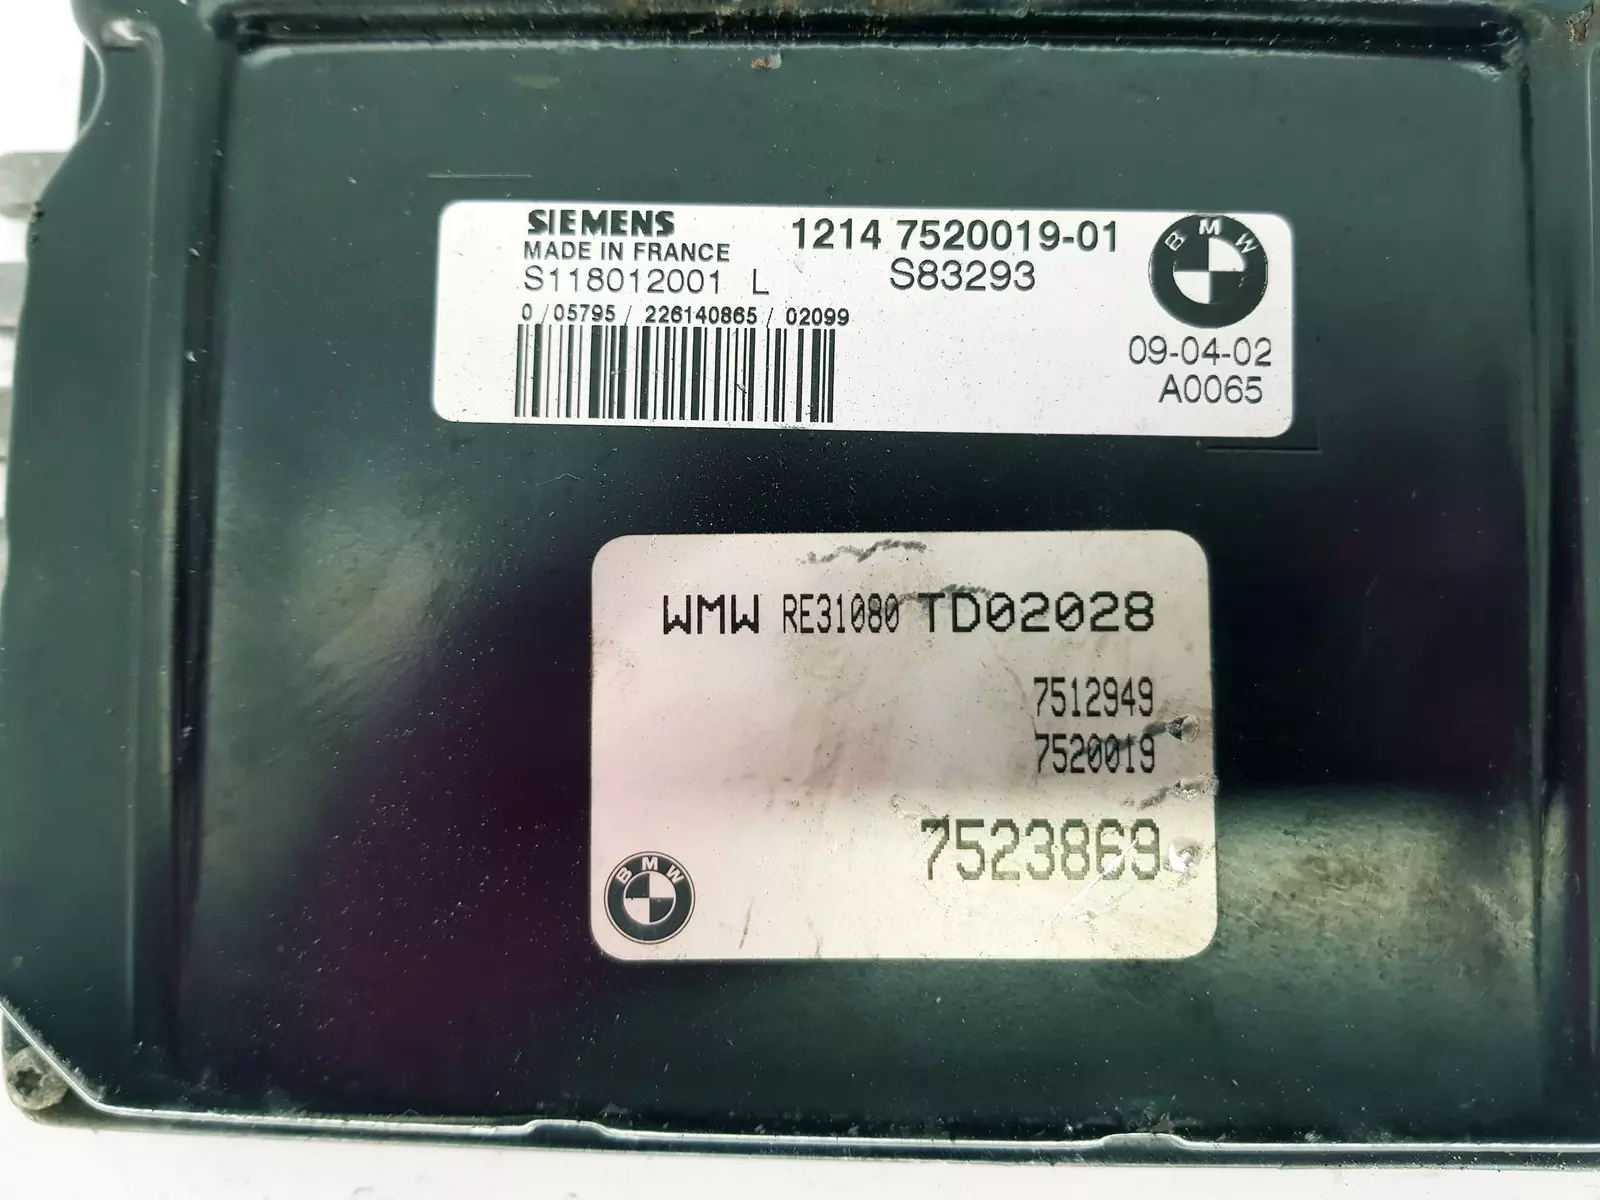 SIEMENS
MADE IN FRANCE
S118012001 L
1214 7520019-01
S83293
BMW
0 / 05795 / 226140865 / 02099
09-04-02
A0065
WMW RE31080 TD02028
7512949
7520019
7523869
BMW